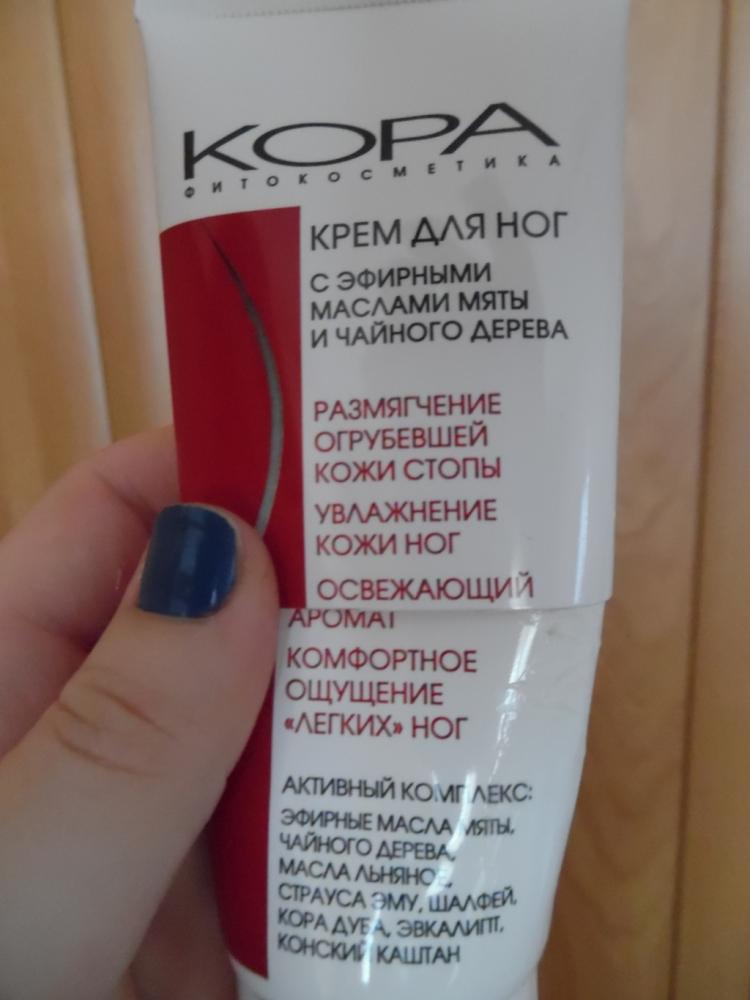 КОРА
ФИТОКОСМЕТИКА
КРЕМ ДЛЯ НОГ
С ЭФИРНЫМИ
МАСЛАМИ МЯТЫ
И ЧАЙНОГО ДЕРЕВА
РАЗМЯГЧЕНИЕ
ОГРУБЕВШЕЙ
КОЖИ СТОПЫ
УВЛАЖНЕНИЕ
КОЖИ НОГ
ОСВЕЖАЮЩИЙ
АРОМАТ
КОМФОРТНОЕ
ОЩУЩЕНИЕ
«ЛЕГКИХ» НОГ
АКТИВНЫЙ КОМПЛЕКС:
ЭФИРНЫЕ МАСЛА МЯТЫ,
ЧАЙНОГО ДЕРЕВА,
МАСЛА ЛЬНЯНОЕ,
СТРАУСА ЭМУ, ШАЛФЕЙ,
КОРА ДУБА, ЭВКАЛИПТ,
КОНСКИЙ КАШТАН